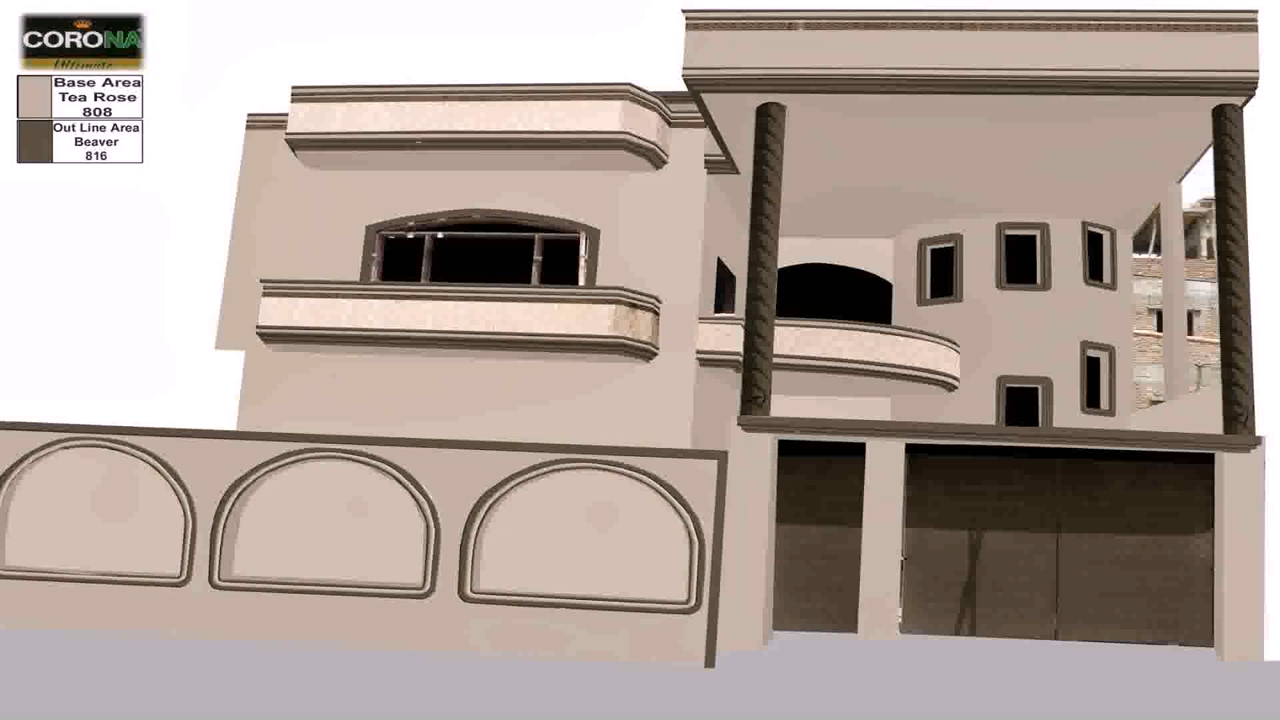 CORONA
Ultimate
Base Area
Tea Rose
808
Out Line Area
Beaver
816